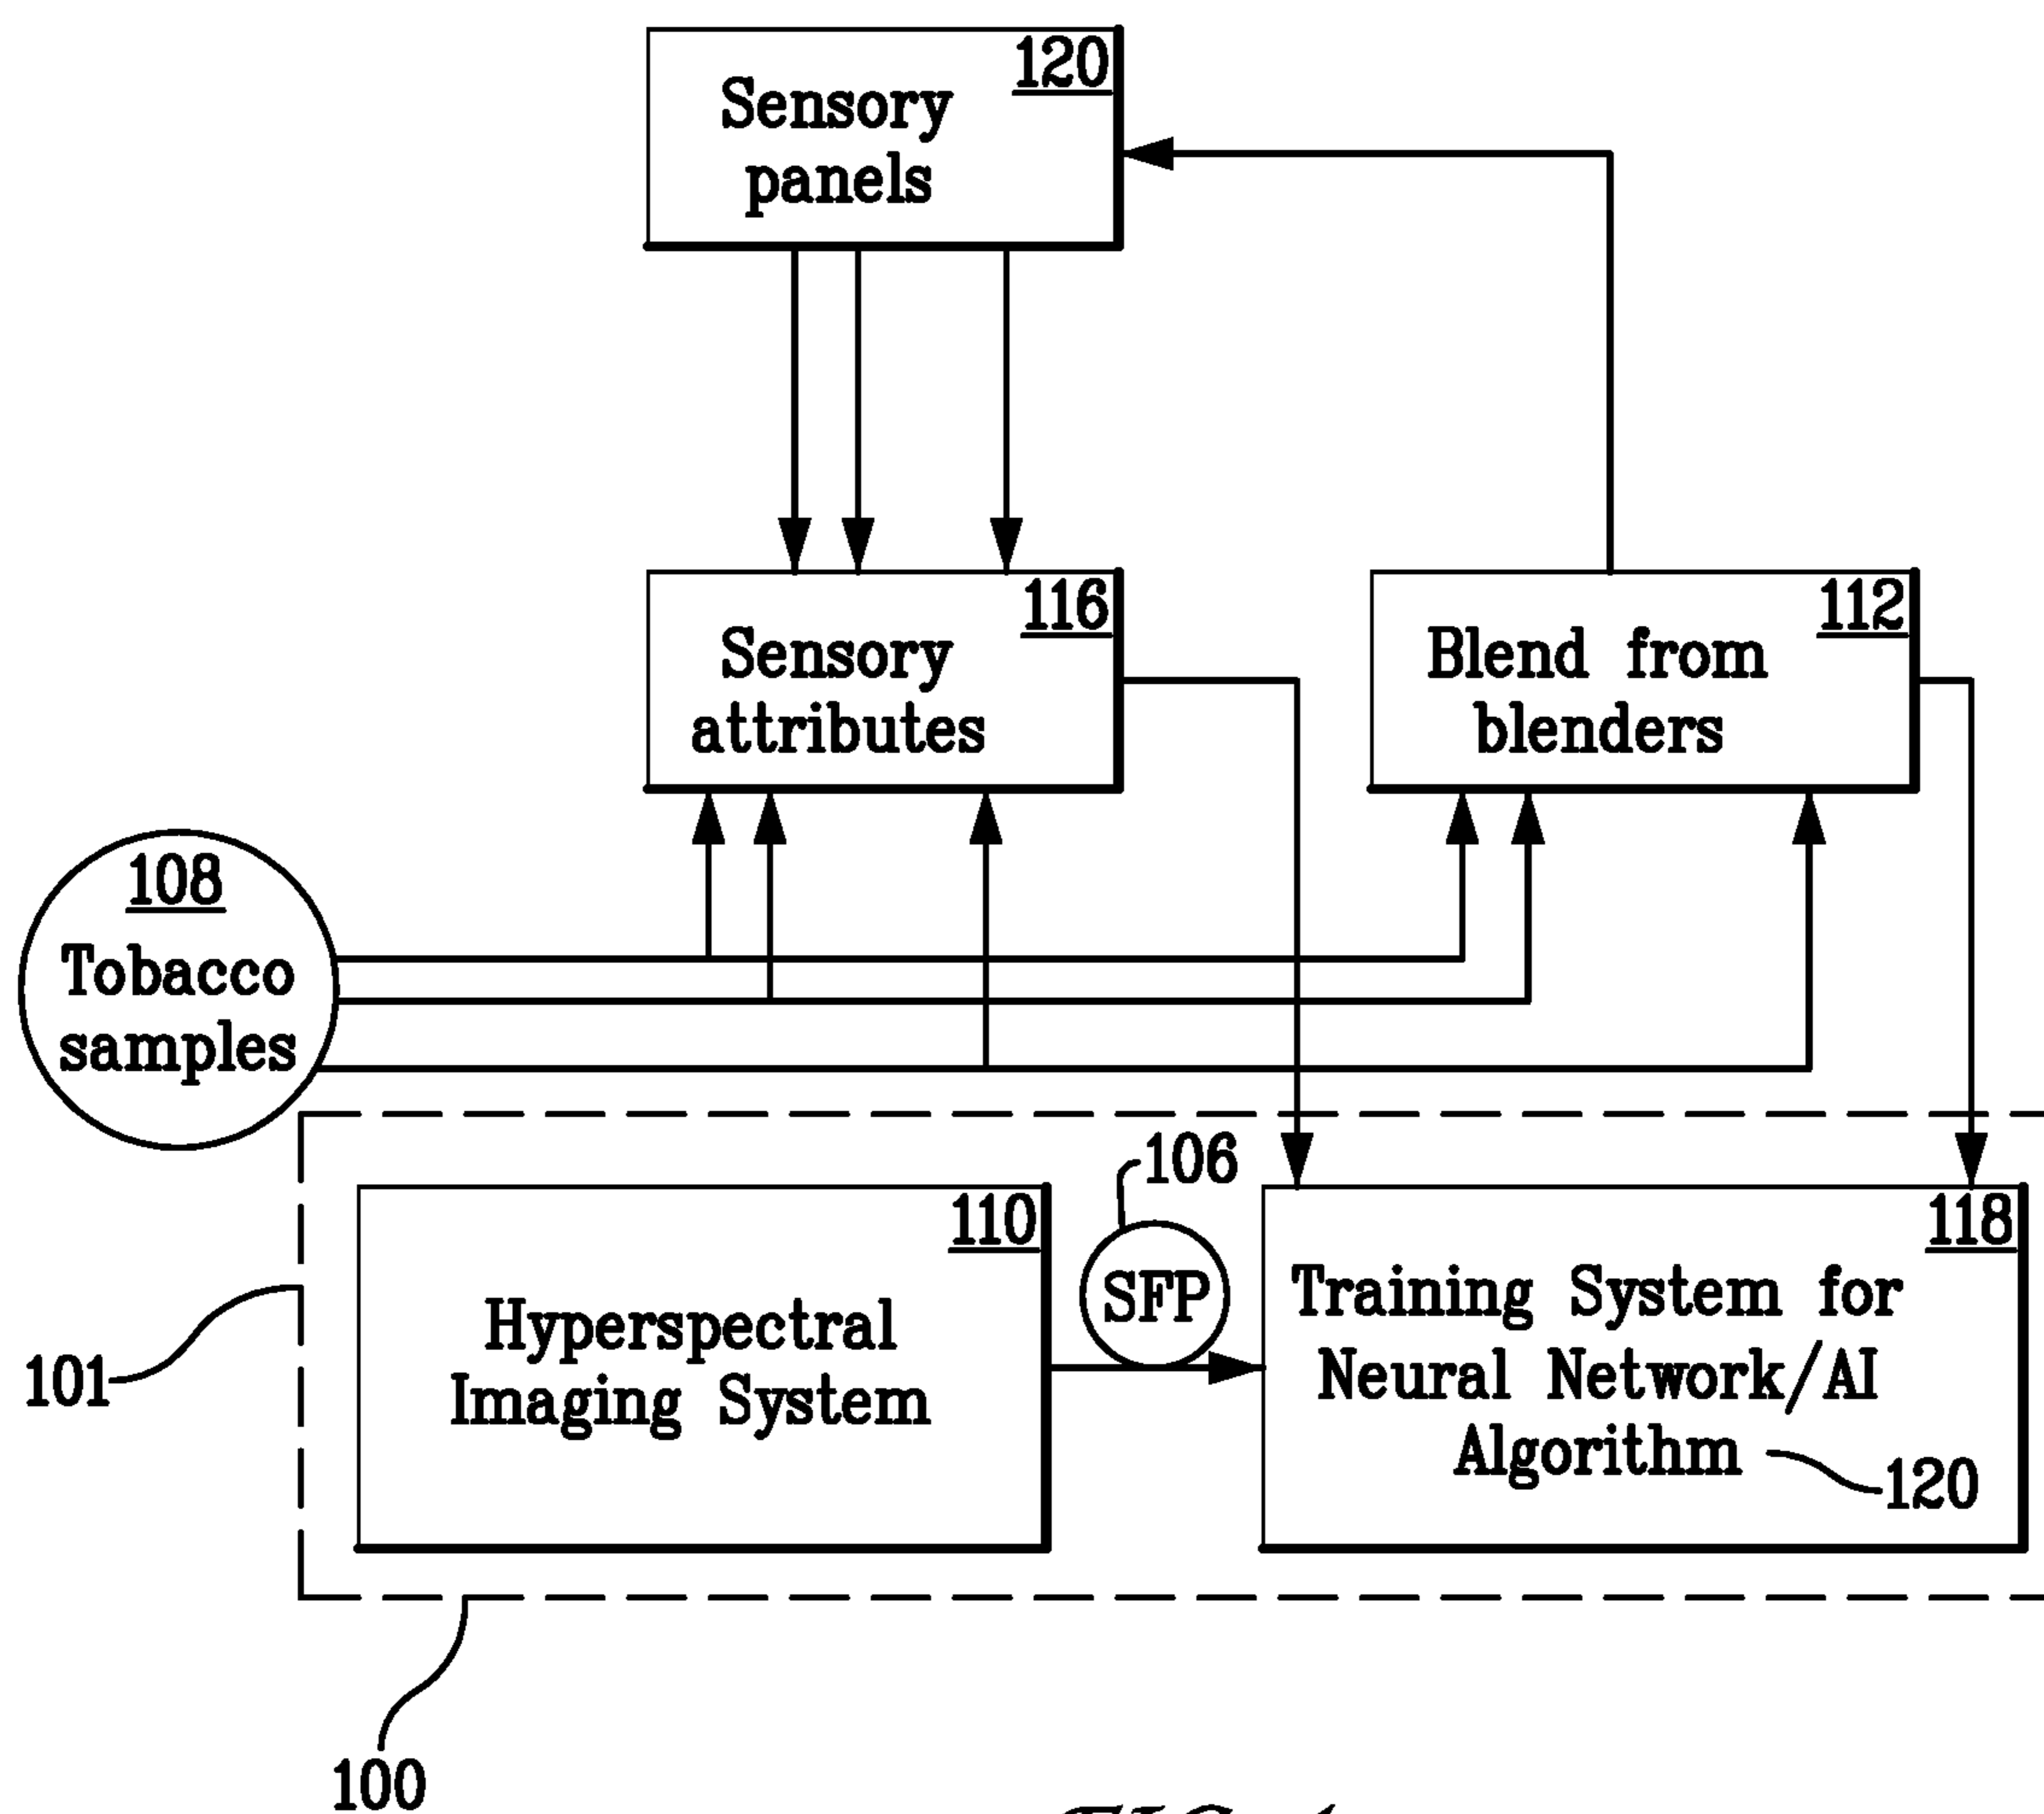 120
Sensory
panels
116
Sensory
attributes
112
Blend from
blenders
108
Tobacco
samples
106
SFP
110
Hyperspectral
Imaging System
118
Training System for
Neural Network/AI
Algorithm
120
101
100